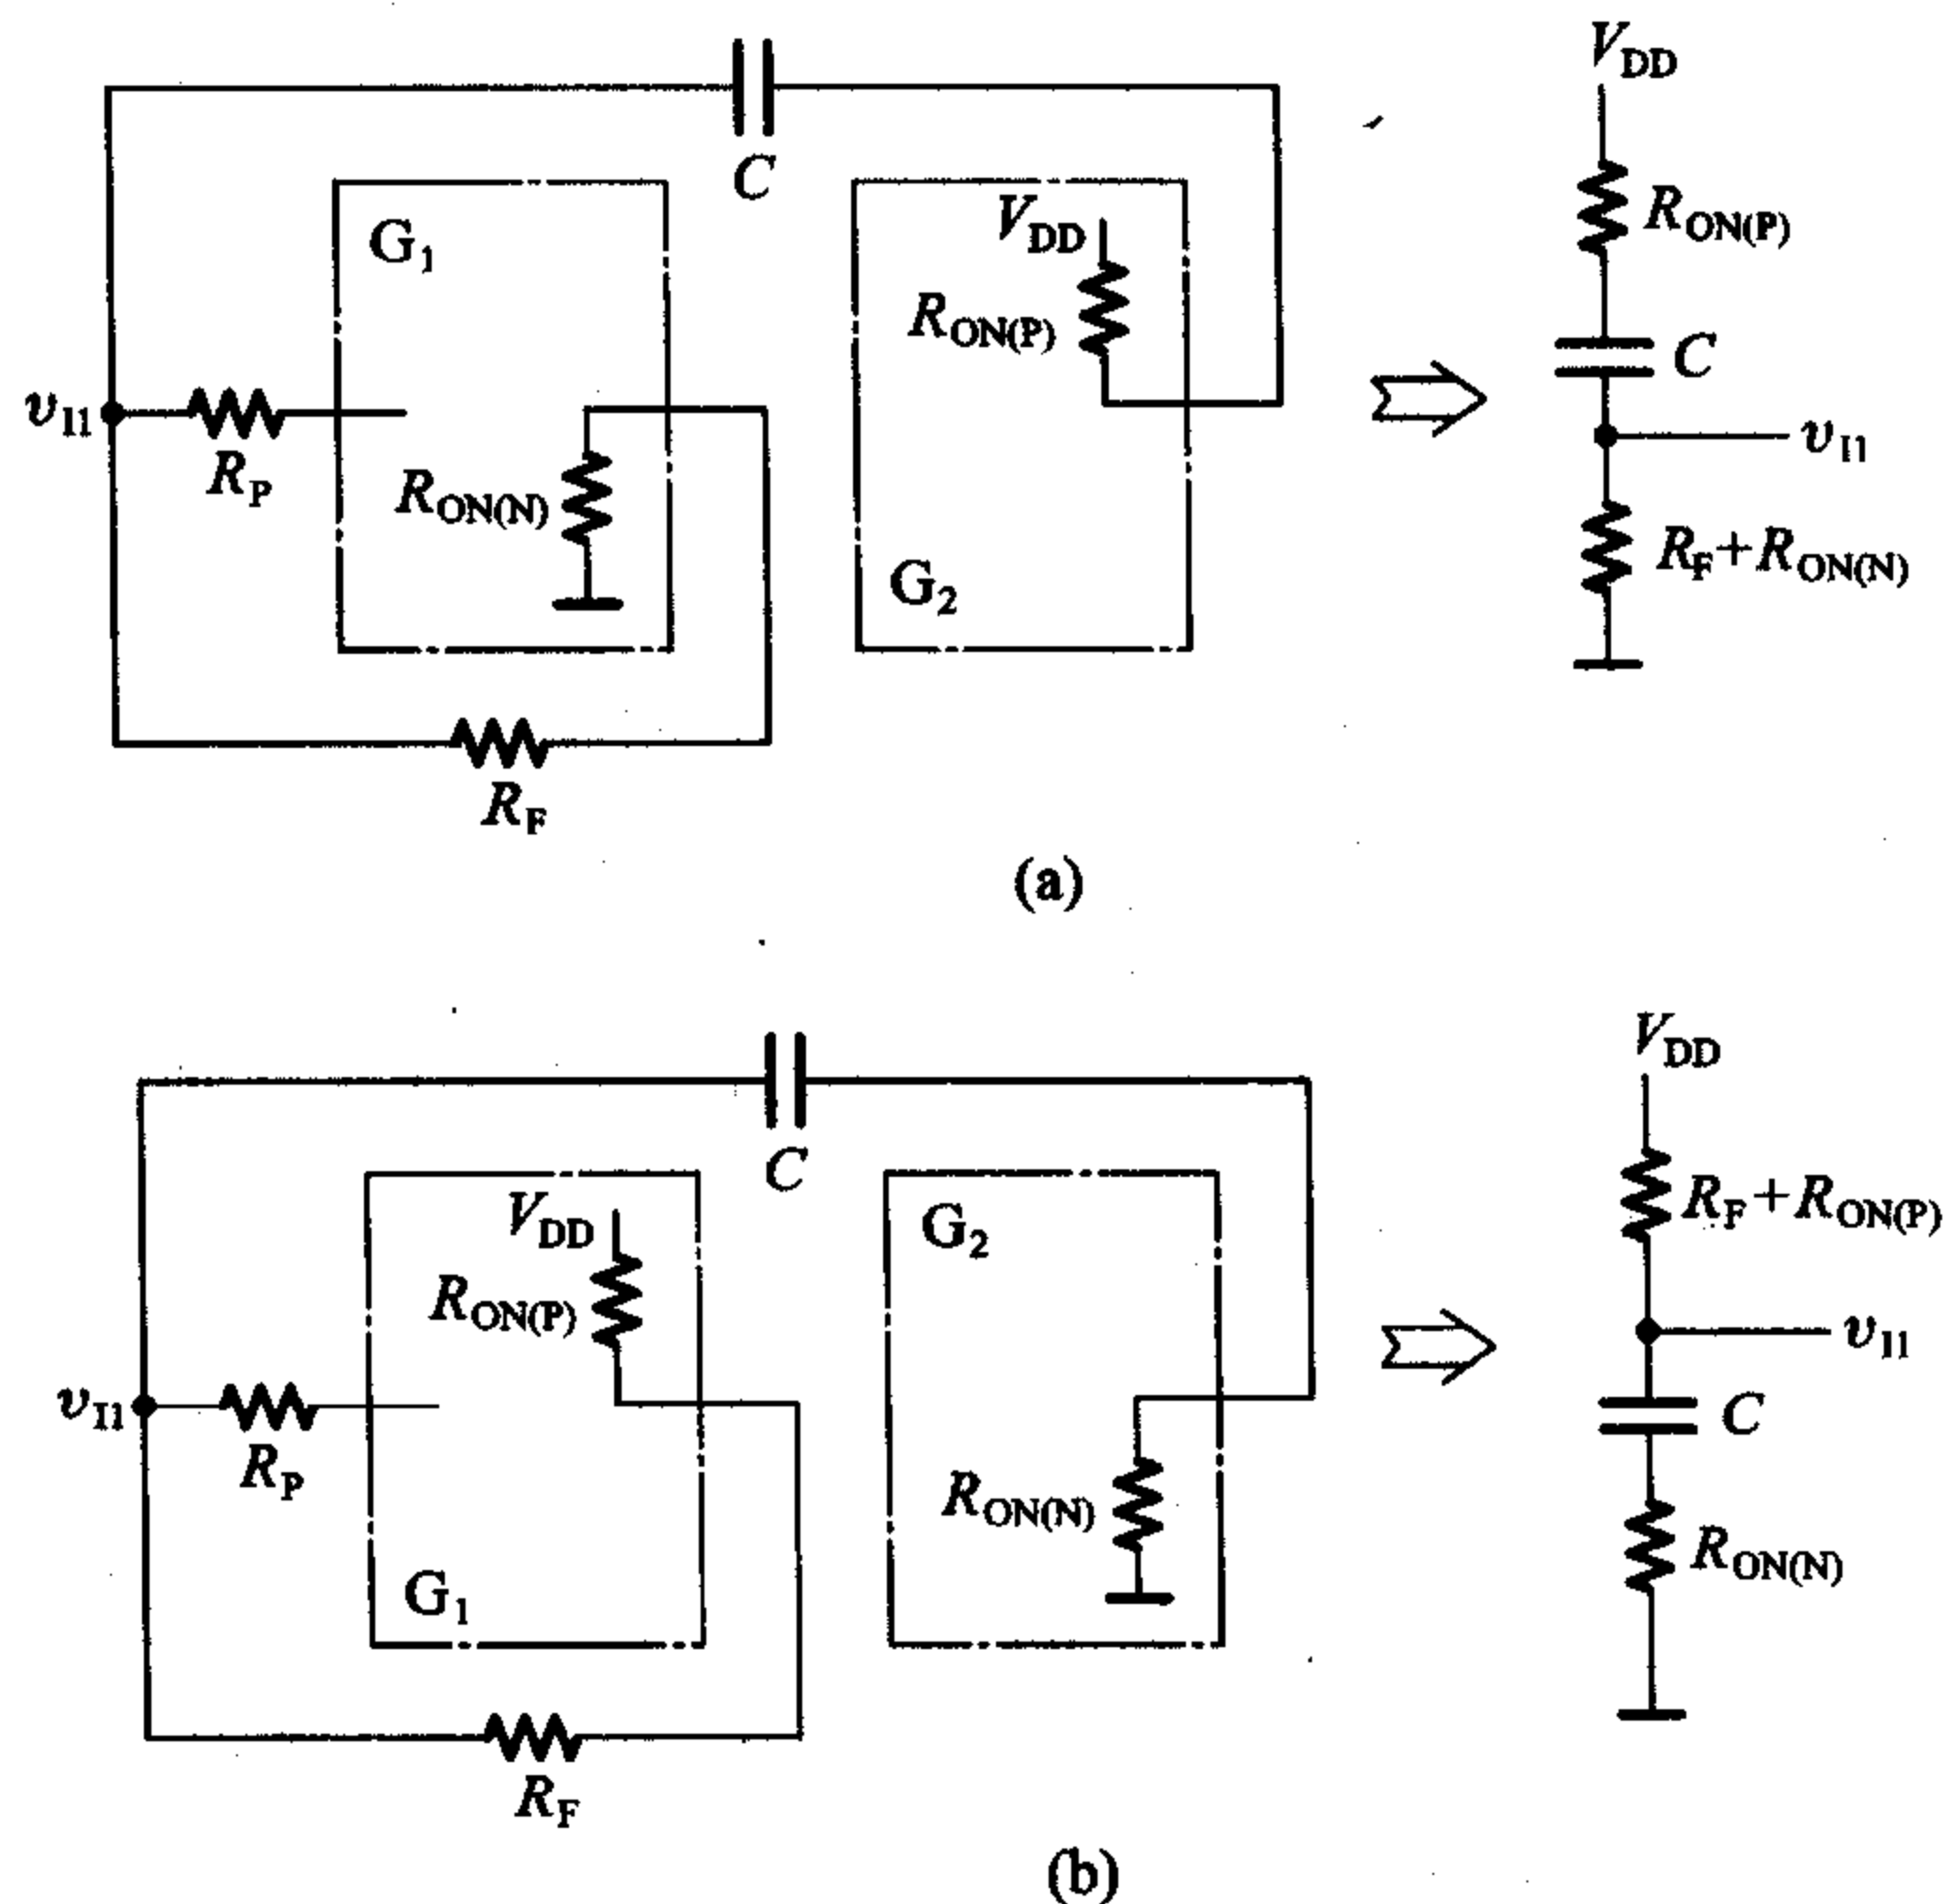 C
V_DD
R_ON(P)
G_1
V_DD
R_ON(P)
C
v_I1
R_P
R_ON(N)
G_2
v_I1
R_F+R_ON(N)
R_F
(a)
C
V_DD
R_F+R_ON(P)
V_DD
R_ON(P)
G_2
v_I1
R_P
v_I1
C
G_1
R_ON(N)
R_ON(N)
R_F
(b)